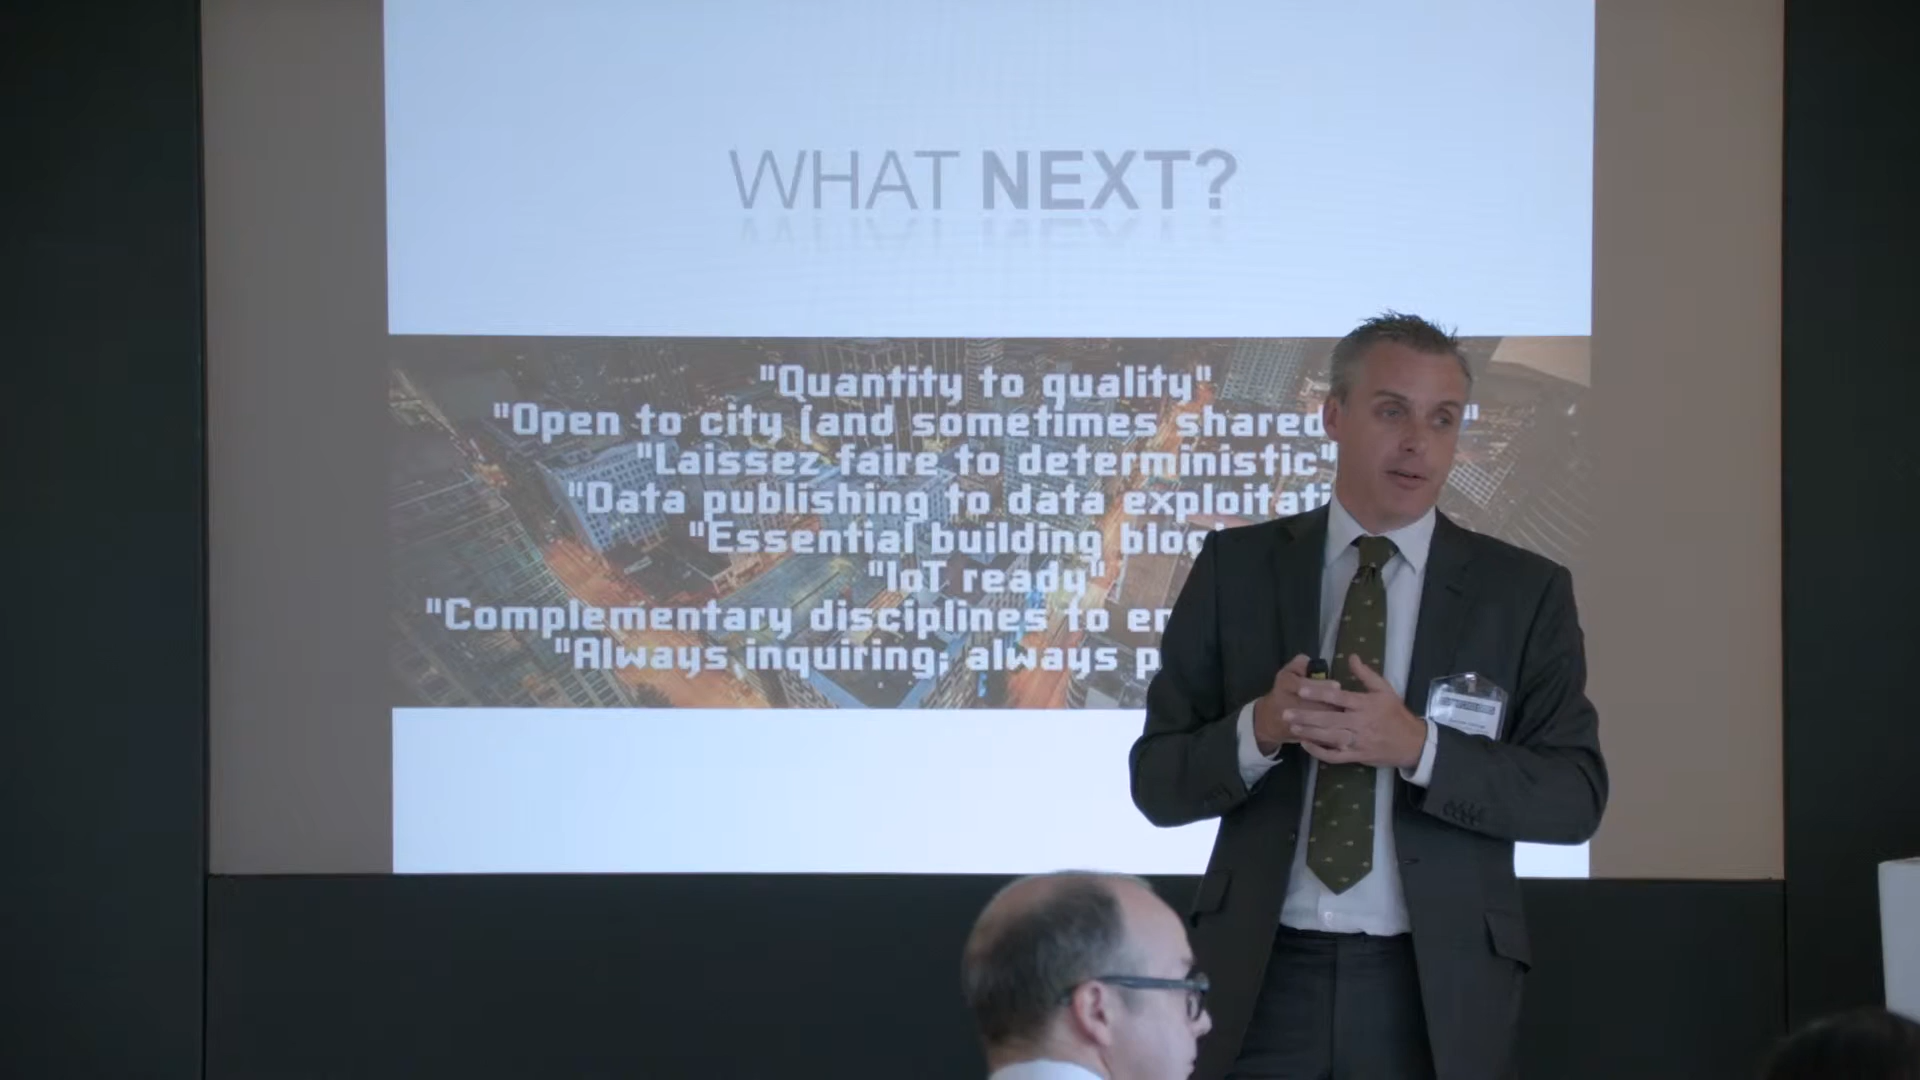 WHAT NEXT?
"Quantity to quality"
"Open to city (and sometimes shared "
"Laissez faire to deterministic"
"Data publishing to data
"Essential building
"IoT ready"
"Complementary disciplines to
"Always inquiring; always